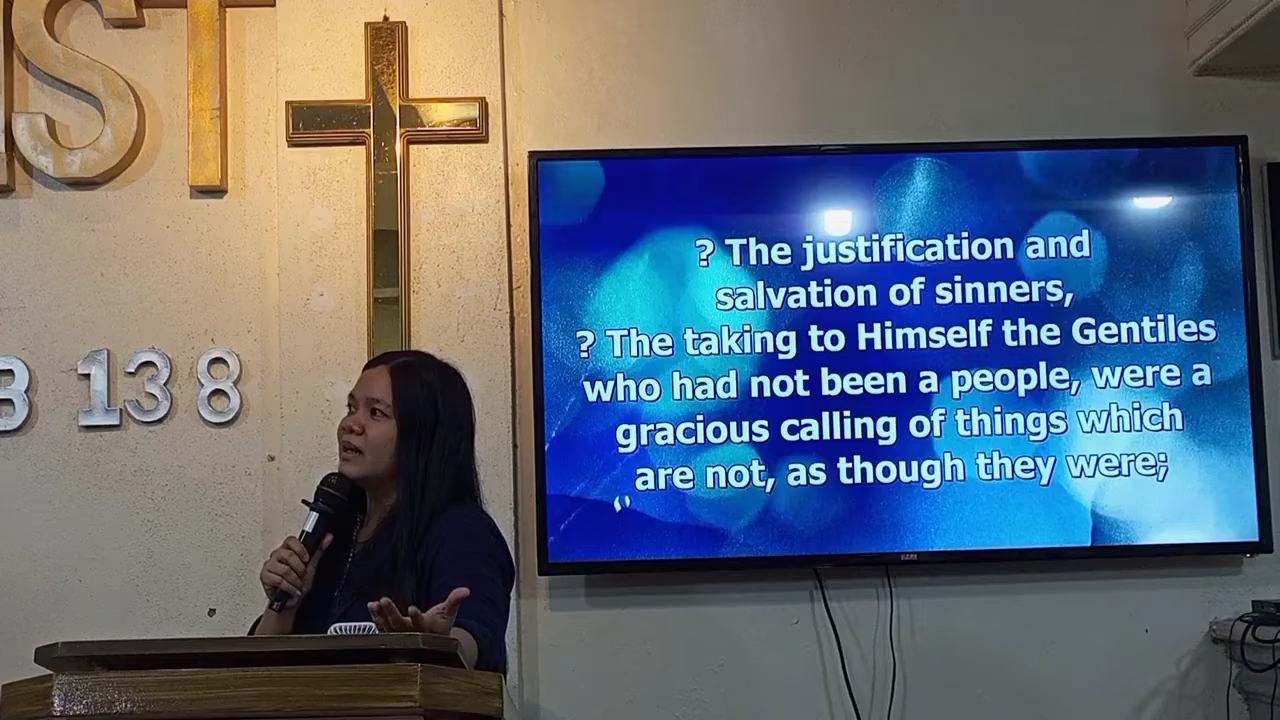 IST
B 138
? The justification and
salvation of sinners,
? The taking to Himself the Gentiles
who had not been a people, were a
gracious calling of things which
are not, as though they were;